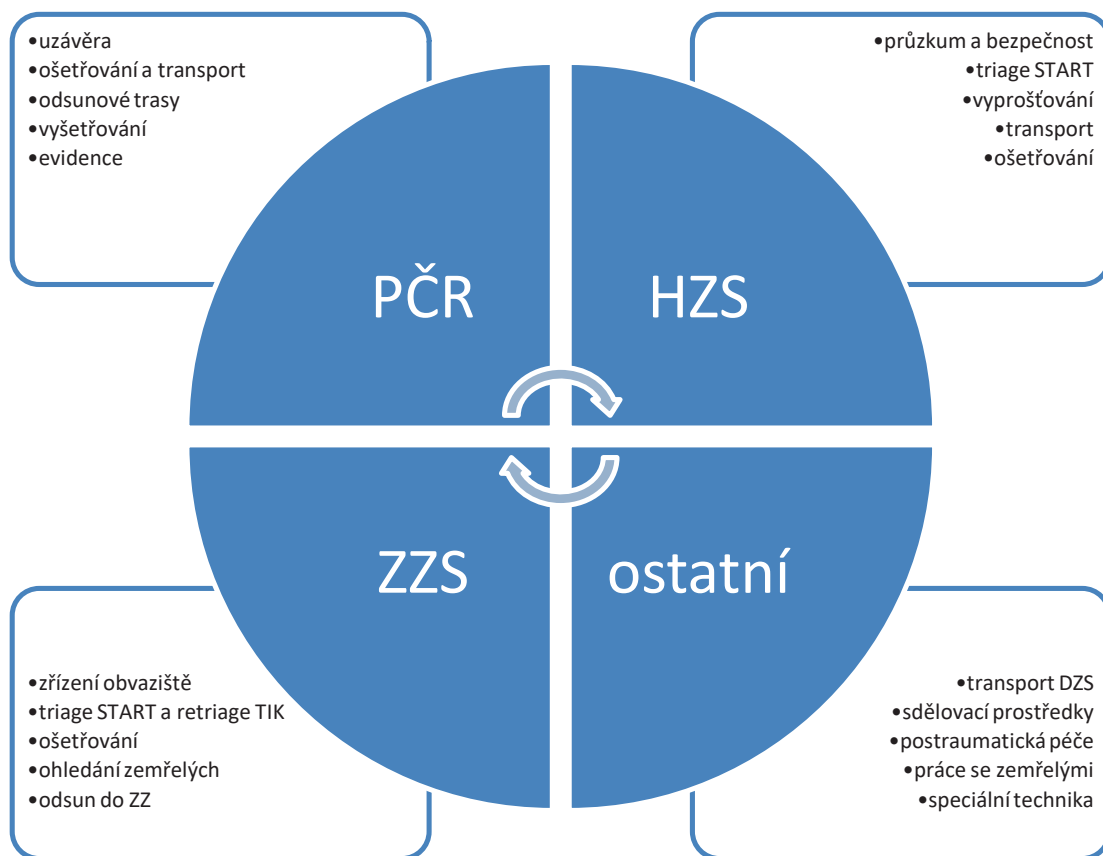 •uzávěra
•ošetřování a transport
•odsunové trasy
•vyšetřování
•evidence
•průzkum a bezpečnost
•triage START
•vyprošťování
•transport
•ošetřování
PČR
HZS
ZZS
ostatní
•zřízení obvaziště
•triage START a retriage TIK
•ošetřování
•ohledání zemřelých
•odsun do ZZ
•transport DZS
•sdělovací prostředky
•postraumatická péče
•práce se zemřelými
•speciální technika